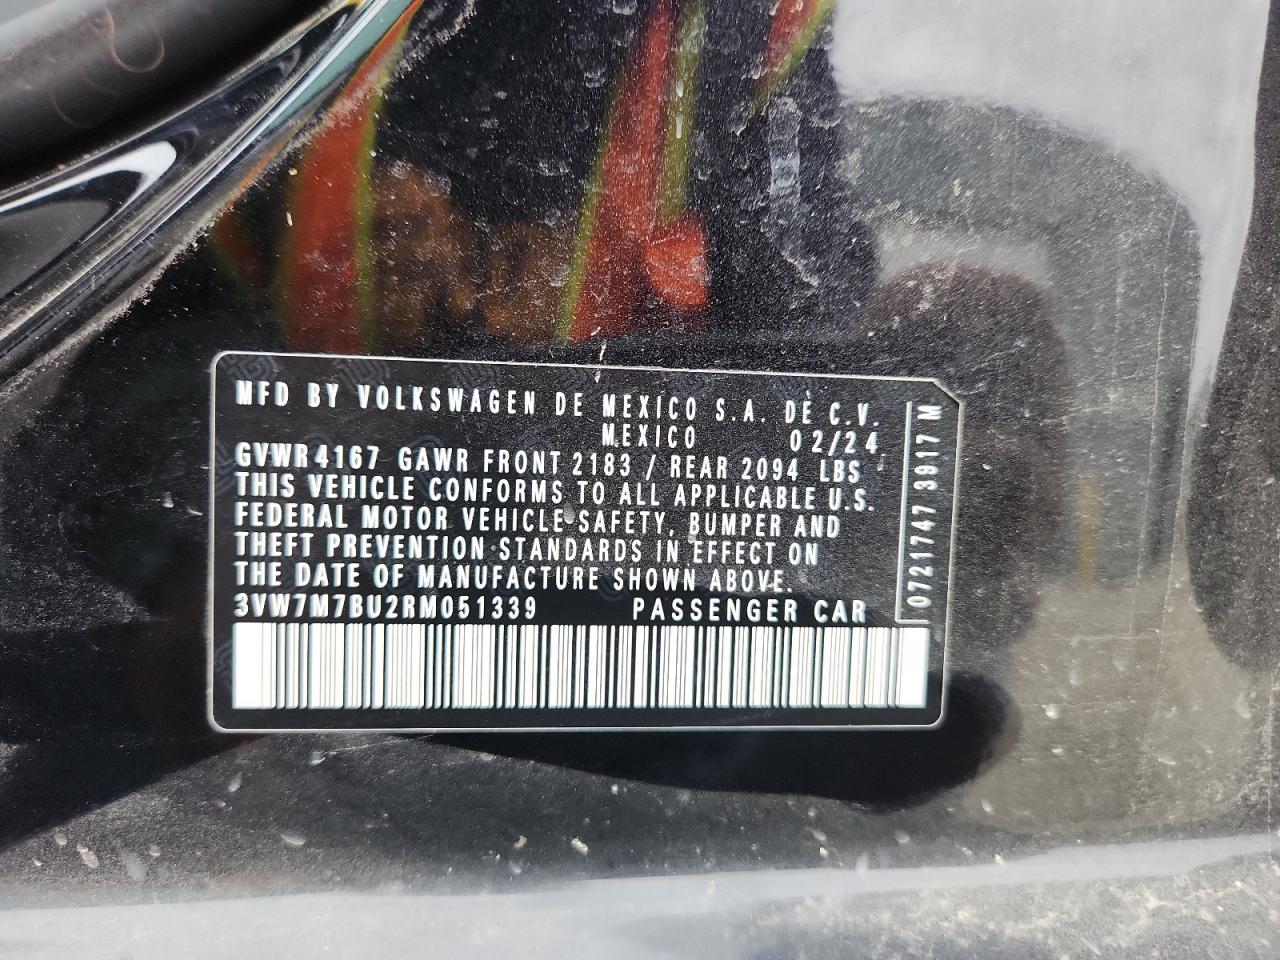 MFD BY VOLKSWAGEN DE MEXICO S.A. DE C.V.
MEXICO 02/24
GVWR 4167 GAWR FRONT 2183 / REAR 2094 LBS
THIS VEHICLE CONFORMS TO ALL APPLICABLE U.S.
FEDERAL MOTOR VEHICLE SAFETY, BUMPER AND
THEFT PREVENTION STANDARDS IN EFFECT ON
THE DATE OF MANUFACTURE SHOWN ABOVE.
3VW7M7BU2RM051339 PASSENGER CAR
0721747 3917 M